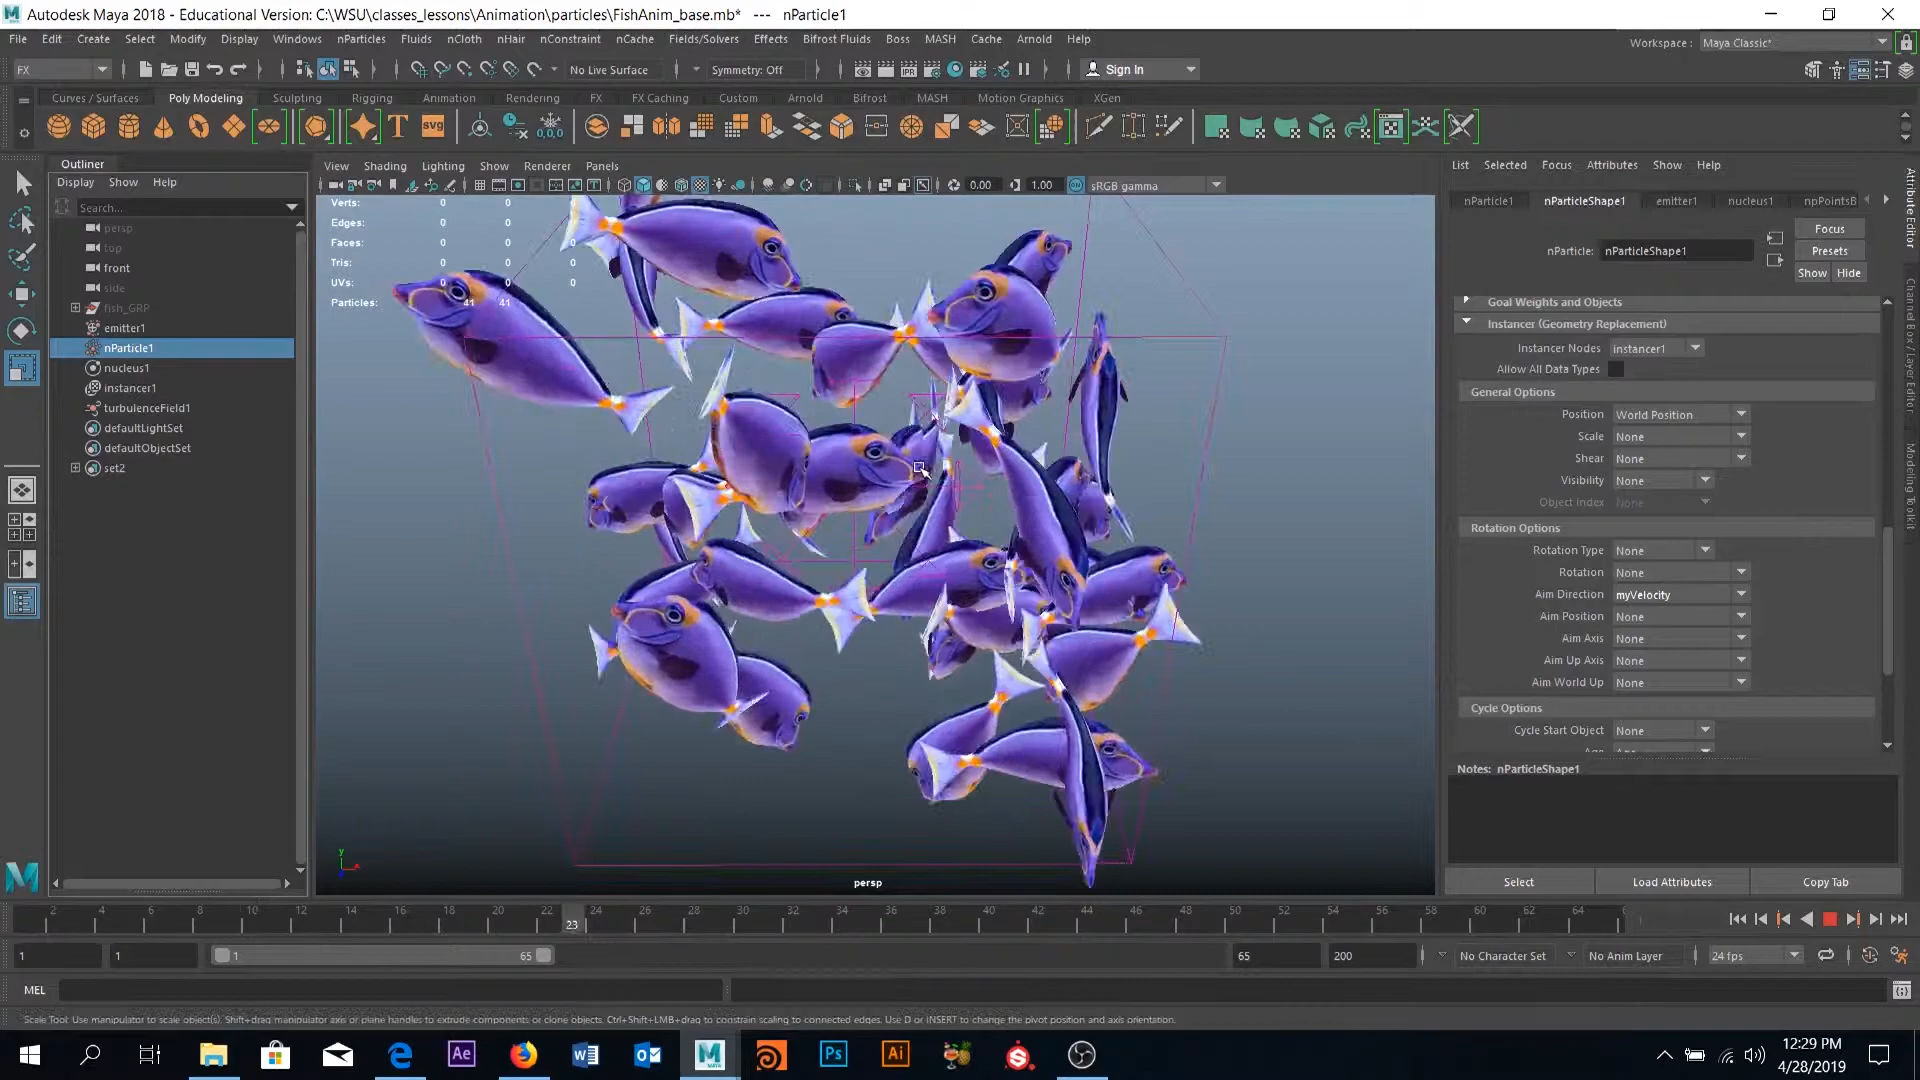 Autodesk Maya 2018 - Educational Version: C:\WSU\classes_lessons\Animation\particles\FishAnim_base.mb* --- nParticle1
File Edit Create Select Modify Display Windows nParticles Fluids nCloth nHair nConstraint nCache Fields/Solvers Effects Bifrost Fluids Boss MASH Cache Arnold Help
Workspace : Maya Classic*
FX No Live Surface Symmetry: Off Sign In
Curves / Surfaces Poly Modeling Sculpting Rigging Animation Rendering FX FX Caching Custom Arnold Bifrost MASH Motion Graphics XGen
T SVG 0,0,0
Outliner
Display Show Help
Search...
persp
top
front
side
fish_GRP
emitter1
nParticle1
nucleus1
instancer1
turbulenceField1
defaultLightSet
defaultObjectSet
set2
View Shading Lighting Show Renderer Panels
0.00 1.00 sRGB gamma
Verts: 0 0
Edges: 0 0
Faces: 0 0 0
Tris: 0 0 0
UVs: 0 0 0
Particles: 41 41
y
persp
List Selected Focus Attributes Show Help
nParticle1 nParticleShape1 emitter1 nucleus1 npPointsB
nParticle: nParticleShape1
Focus
Presets
Show Hide
Goal Weights and Objects
Instancer (Geometry Replacement)
Instancer Nodes instancer1
Allow All Data Types
General Options
Position World Position
Scale None
Shear None
Visibility None
Object Index None
Rotation Options
Rotation Type None
Rotation None
Aim Direction myVelocity
Aim Position None
Aim Axis None
Aim Up Axis None
Aim World Up None
Cycle Options
Cycle Start Object None
Notes: nParticleShape1
Select Load Attributes Copy Tab
Attribute Editor
Channel Box / Layer Editor
Modeling Toolkit
2 4 6 8 10 12 14 16 18 20 22 24 26 28 30 32 34 36 38 40 42 44 46 48 50 52 54 56 58 60 62 64
23
1 1 1 65 65 200 No Character Set No Anim Layer 24 fps
MEL
Scale Tool: Use manipulator to scale object(s). Shift+drag manipulator axis or plane handles to extrude components or clone objects. Ctrl+Shift+LMB+drag to constrain scaling to connected edges. Use D or INSERT to change the pivot position and axis orientation.
Ae Ps Ai
12:29 PM
4/28/2019